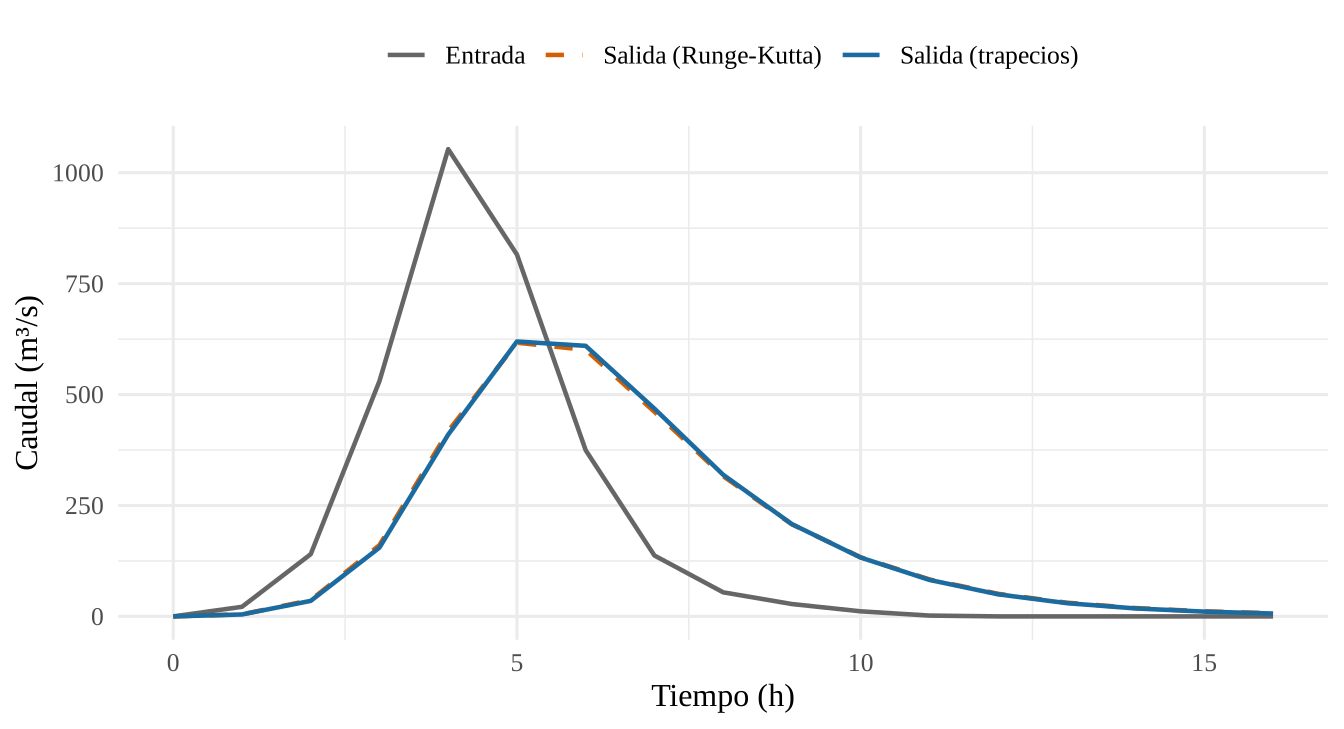 Entrada Salida (Runge-Kutta) Salida (trapecios)
1000
750
500
250
0
Caudal (m³/s)
0 5 10 15
Tiempo (h)